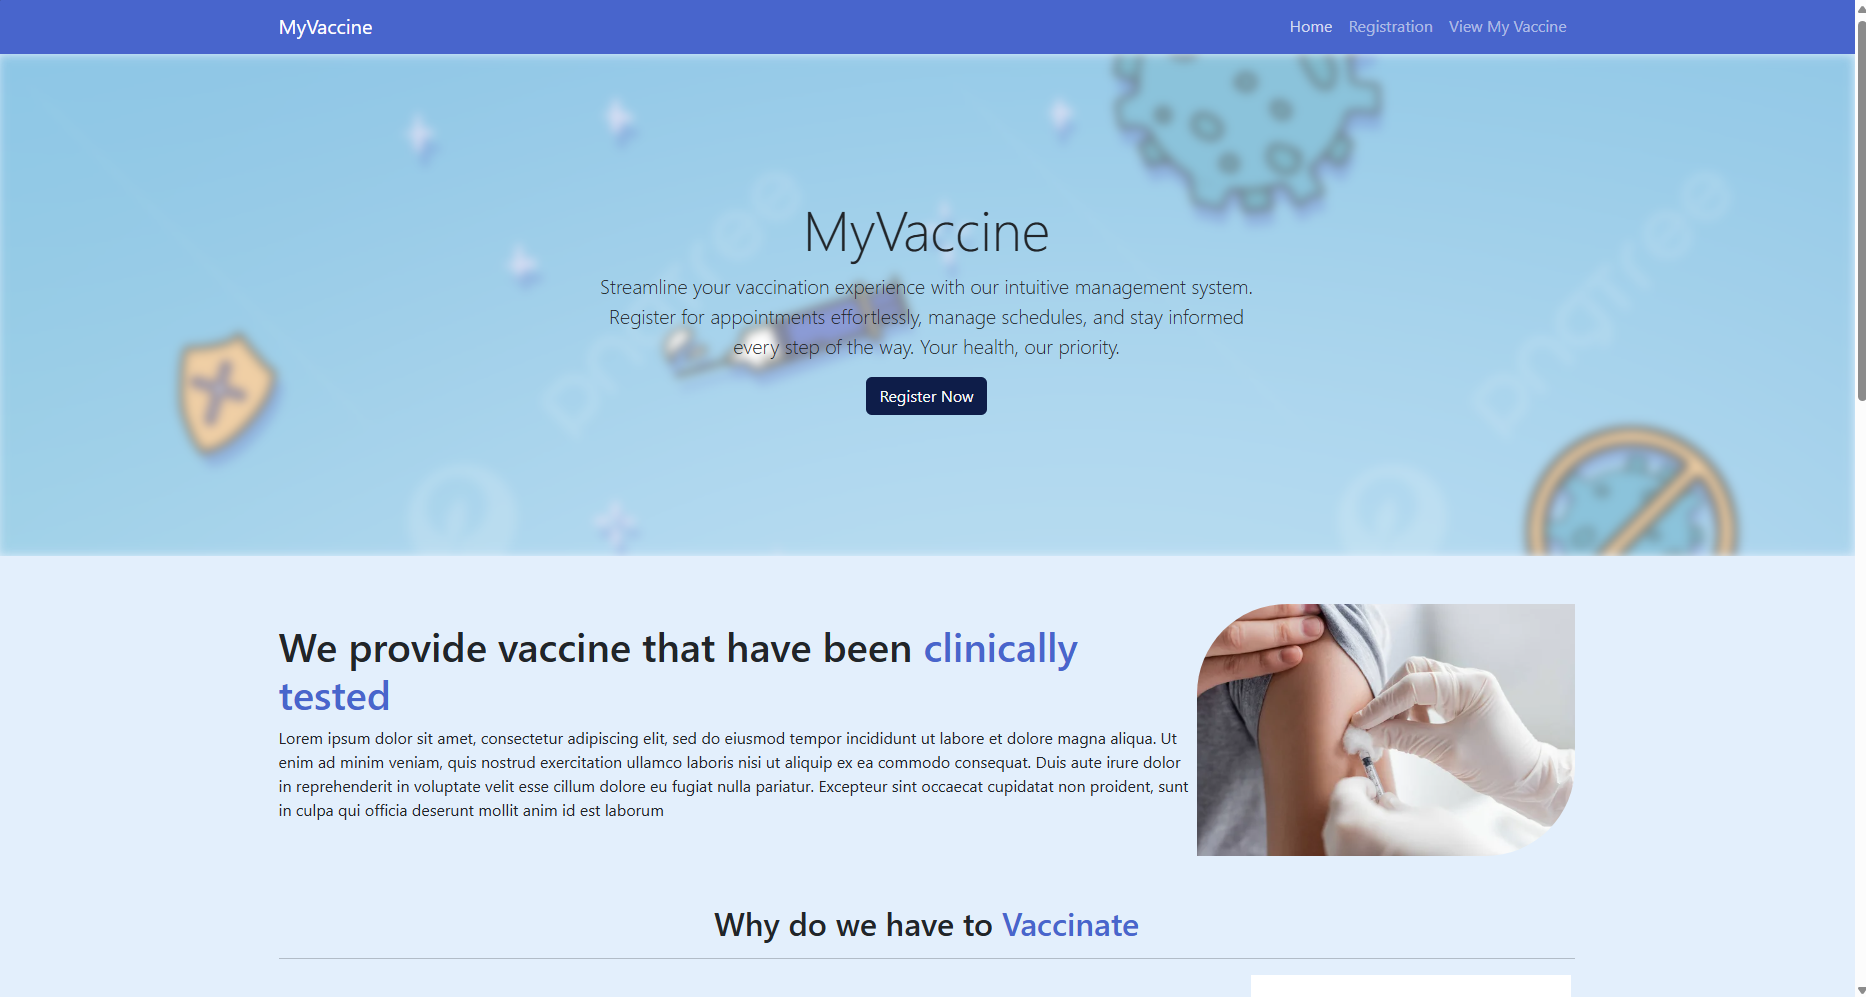 MyVaccine
Home Registration View My Vaccine
pngtree
pngtree
MyVaccine
Streamline your vaccination experience with our intuitive management system.
Register for appointments effortlessly, manage schedules, and stay informed
every step of the way. Your health, our priority.
Register Now
We provide vaccine that have been clinically
tested
Lorem ipsum dolor sit amet, consectetur adipiscing elit, sed do eiusmod tempor incididunt ut labore et dolore magna aliqua. Ut
enim ad minim veniam, quis nostrud exercitation ullamco laboris nisi ut aliquip ex ea commodo consequat. Duis aute irure dolor
in reprehenderit in voluptate velit esse cillum dolore eu fugiat nulla pariatur. Excepteur sint occaecat cupidatat non proident, sunt
in culpa qui officia deserunt mollit anim id est laborum
Why do we have to Vaccinate